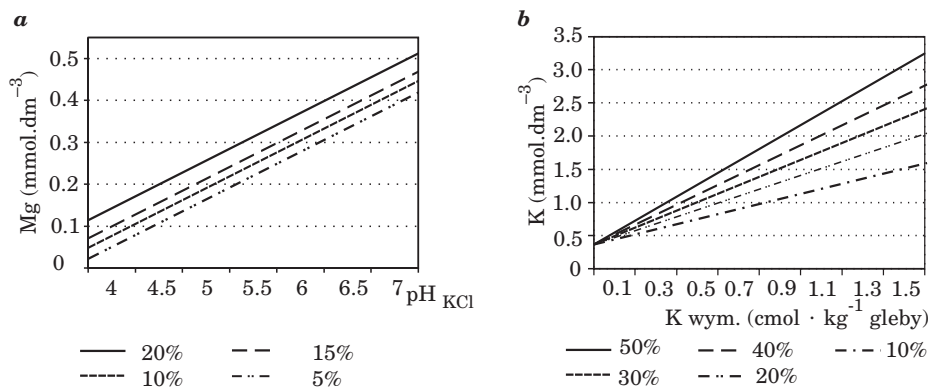 a
Mg (mmol.dm⁻³)
0.5
0.4
0.3
0.2
0.1
0
4 4.5 5 5.5 6 6.5 7 pH KCl
20% 15%
10% 5%
b
K (mmol.dm⁻³)
3.5
3.0
2.5
2.0
1.5
1.0
0.5
0
0.1 0.3 0.5 0.7 0.9 1.1 1.3 1.5
K wym. (cmol · kg⁻¹ gleby)
50% 40% 10%
30% 20%